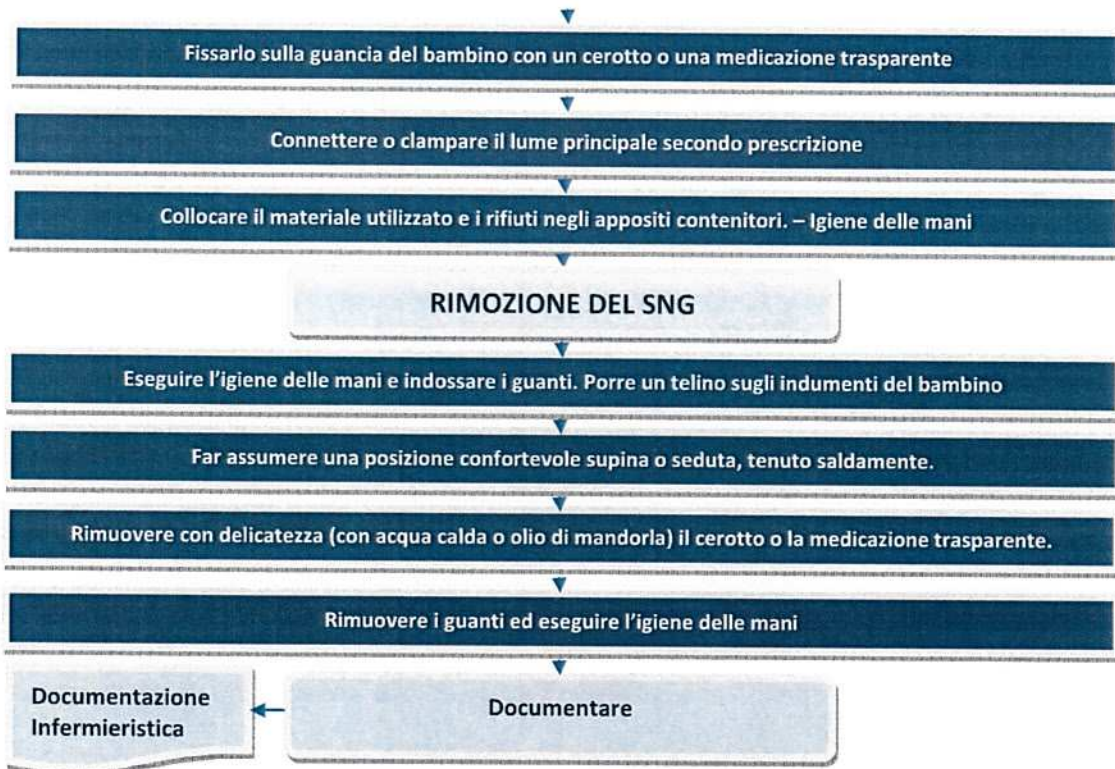 Fissarlo sulla guancia del bambino con un cerotto o una medicazione trasparente
Connettere o clampare il lume principale secondo prescrizione
Collocare il materiale utilizzato e i rifiuti negli appositi contenitori. – Igiene delle mani
RIMOZIONE DEL SNG
Eseguire l'igiene delle mani e indossare i guanti. Porre un telino sugli indumenti del bambino
Far assumere una posizione confortevole supina o seduta, tenuto saldamente.
Rimuovere con delicatezza (con acqua calda o olio di mandorla) il cerotto o la medicazione trasparente.
Rimuovere i guanti ed eseguire l'igiene delle mani
Documentazione
Infermieristica
Documentare